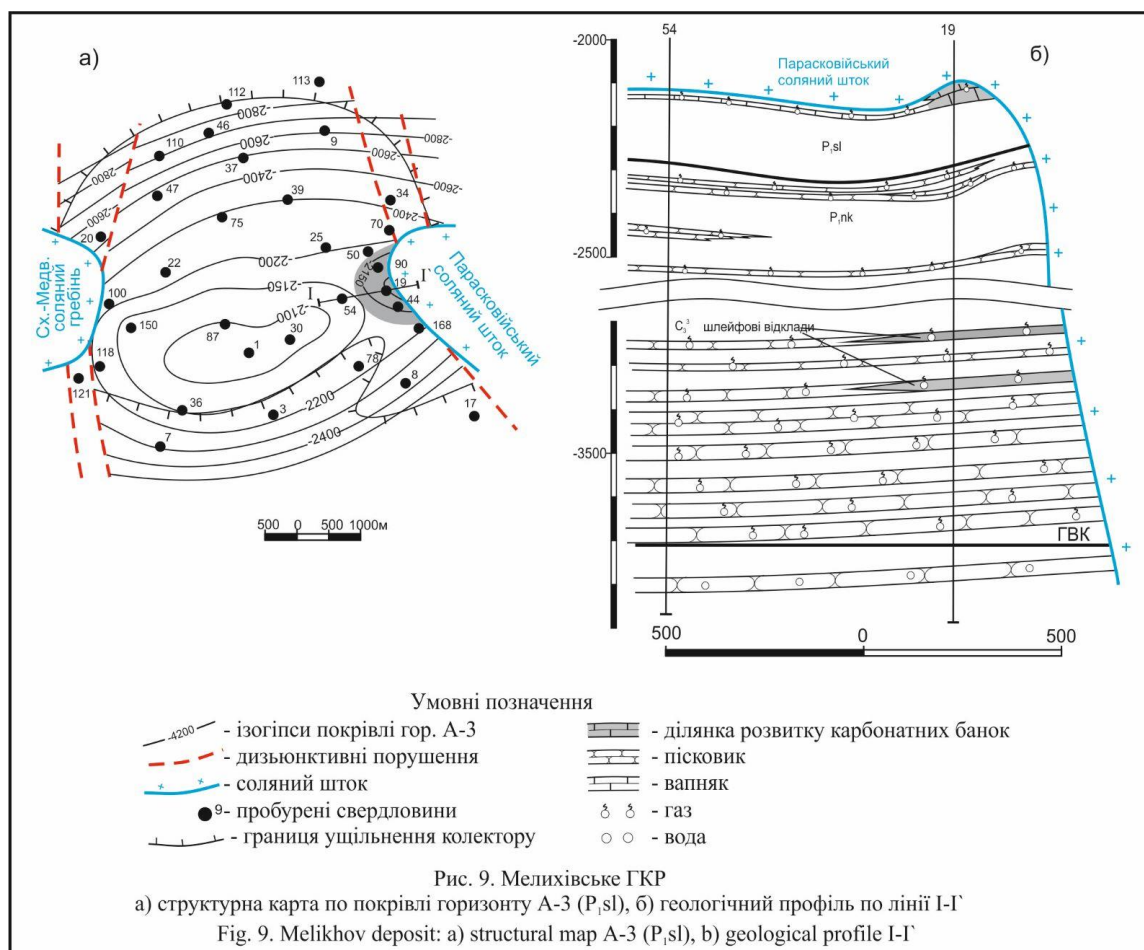 а)
113
112
-2800
46
9
-2800
110
-2600
-2600
-2800
37
-2600
47
-2400
39
34
-2600
75
70
-2400
20
25
50
-2200
90
22
-2150
-2150
19
I`
100
I
54
44
-2100
150
168
87
30
1
78
118
8
121
36
-2200
3
17
7
-2400
Сх.-Медв.
соляний
гребінь
Парасковійський
соляний шток
500 0 500 1000м
б)
54
19
-2000
Парасковійський
соляний шток
P₁sl
P₁nk
-2500
C₃³ шлейфові відклади
-3500
ГВК
500 0 500
Умовні позначення
-4200 - ізогіпси покрівлі гор. А-3
- дизьюнктивні порушення
- соляний шток
9 - пробурені свердловини
- границя ущільнення колектору
- ділянка розвитку карбонатних банок
- пісковик
- вапняк
- газ
- вода
Рис. 9. Мелихівське ГКР
а) структурна карта по покрівлі горизонту А-3 (P₁sl), б) геологічний профіль по лінії I-I`
Fig. 9. Melikhov deposit: a) structural map A-3 (P₁sl), b) geological profile I-I`